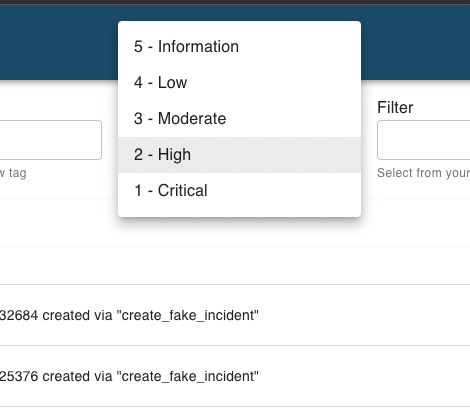 5 - Information
4 - Low
3 - Moderate
2 - High
1 - Critical
Filter
tag
Select from your
32684 created via "create_fake_incident"
25376 created via "create_fake_incident"